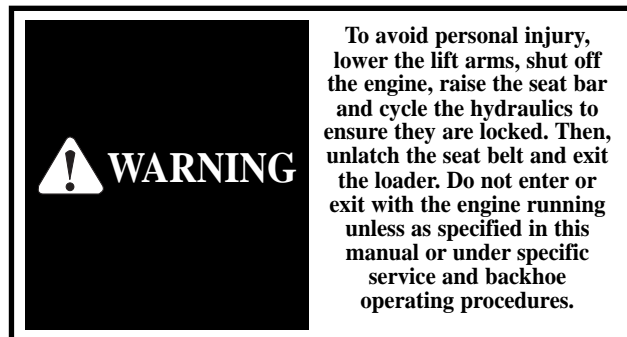 WARNING
To avoid personal injury,
lower the lift arms, shut off
the engine, raise the seat bar
and cycle the hydraulics to
ensure they are locked. Then,
unlatch the seat belt and exit
the loader. Do not enter or
exit with the engine running
unless as specified in this
manual or under specific
service and backhoe
operating procedures.